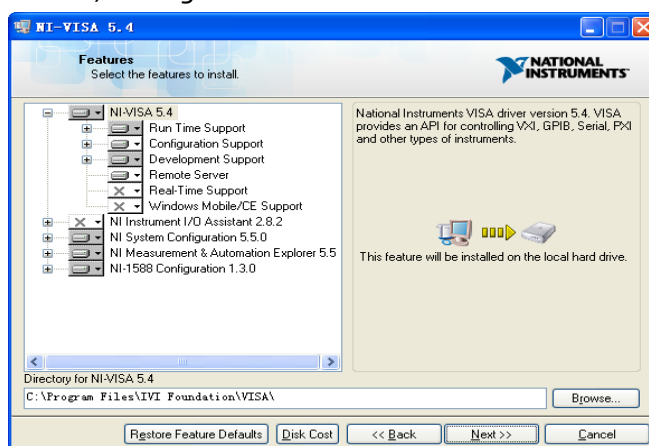 NI-VISA 5.4
Features
Select the features to install.
NATIONAL
INSTRUMENTS
NI-VISA 5.4
Run Time Support
Configuration Support
Development Support
Remote Server
Real-Time Support
Windows Mobile/CE Support
NI Instrument I/O Assistant 2.8.2
NI System Configuration 5.5.0
NI Measurement & Automation Explorer 5.5
NI-1588 Configuration 1.3.0
National Instruments VISA driver version 5.4. VISA
provides an API for controlling VXI, GPIB, Serial, PXI
and other types of instruments.
This feature will be installed on the local hard drive.
Directory for NI-VISA 5.4
C:\Program Files\IVI Foundation\VISA\
Browse...
Restore Feature Defaults
Disk Cost
<< Back
Next >>
Cancel